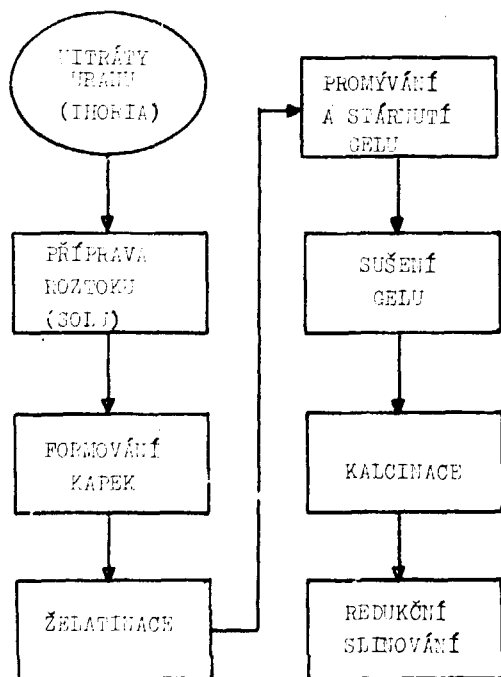 NITRÁTY
URANU
(THORIA)
PŘÍPRAVA
ROZTOKU
(SOLU)
FORMOVÁNÍ
KAPEK
ŽELATINACE
PROMÝVÁNÍ
A STÁRNUTÍ
GELU
SUŠENÍ
GELU
KALCINACE
REDUKČNÍ
SLINOVÁNÍ